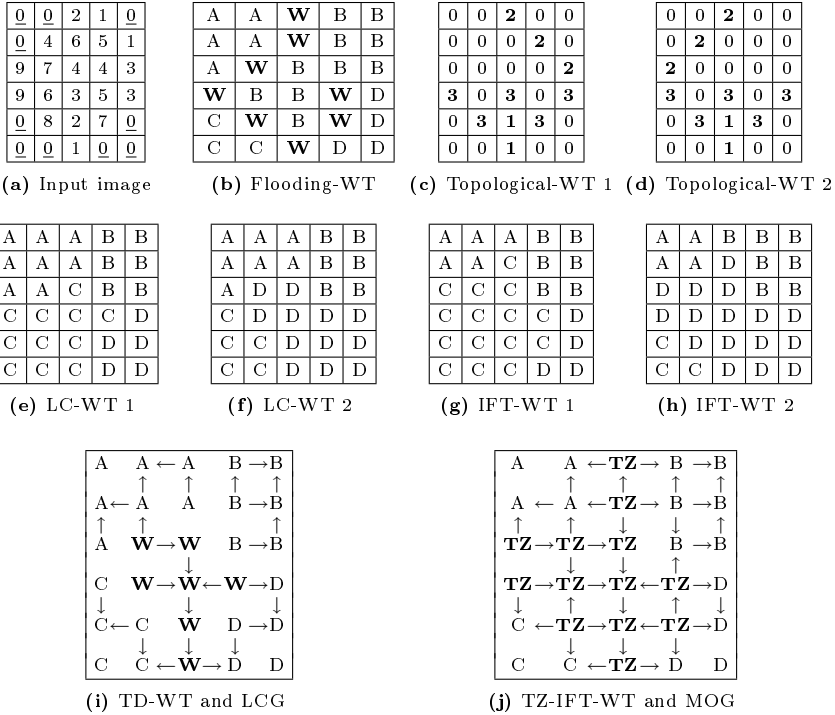 0 0 2 1 0 A A W B B 0 0 2 0 0 0 0 2 0 0
0 4 6 5 1 A A W B B 0 0 0 2 0 0 2 0 0 0
9 7 4 4 3 A W B B B 0 0 0 0 2 2 0 0 0 0
9 6 3 5 3 W B B W D 3 0 3 0 3 3 0 3 0 3
0 8 2 7 0 C W B W D 0 3 1 3 0 0 3 1 3 0
0 0 1 0 0 C C W D D 0 0 1 0 0 0 0 1 0 0
(a) Input image (b) Flooding-WT (c) Topological-WT 1 (d) Topological-WT 2
A A A B B A A A B B A A A B B A A B B B
A A A B B A A A B B A A C B B A A D B B
A A C B B A D D B B C C C B B D D D B B
C C C C D C D D D D C C C C D D D D D D
C C C D D C C D D D C C C C D C D D D D
C C C D D C C D D D C C C D D C C D D D
(e) LC-WT 1 (f) LC-WT 2 (g) IFT-WT 1 (h) IFT-WT 2
A A ← A B → B A A ← TZ → B → B
↑ ↑ ↑ ↑ ↑ ↑ ↑ ↑
A ← A A B → B A ← A ← TZ → B → B
↑ ↑ ↑ ↑ ↑ ↓ ↓ ↑
A W → W B → B TZ → TZ → TZ B → B
↓ ↓ ↓ ↑
C W → W ← W → D TZ → TZ → TZ ← TZ → D
↓ ↓ ↓ ↓ ↑ ↓ ↑ ↓
C ← C W D → D C ← TZ → TZ ← TZ → D
↓ ↓ ↓ ↓ ↓ ↓
C C ← W → D D C C ← TZ → D D
(i) TD-WT and LCG (j) TZ-IFT-WT and MOG